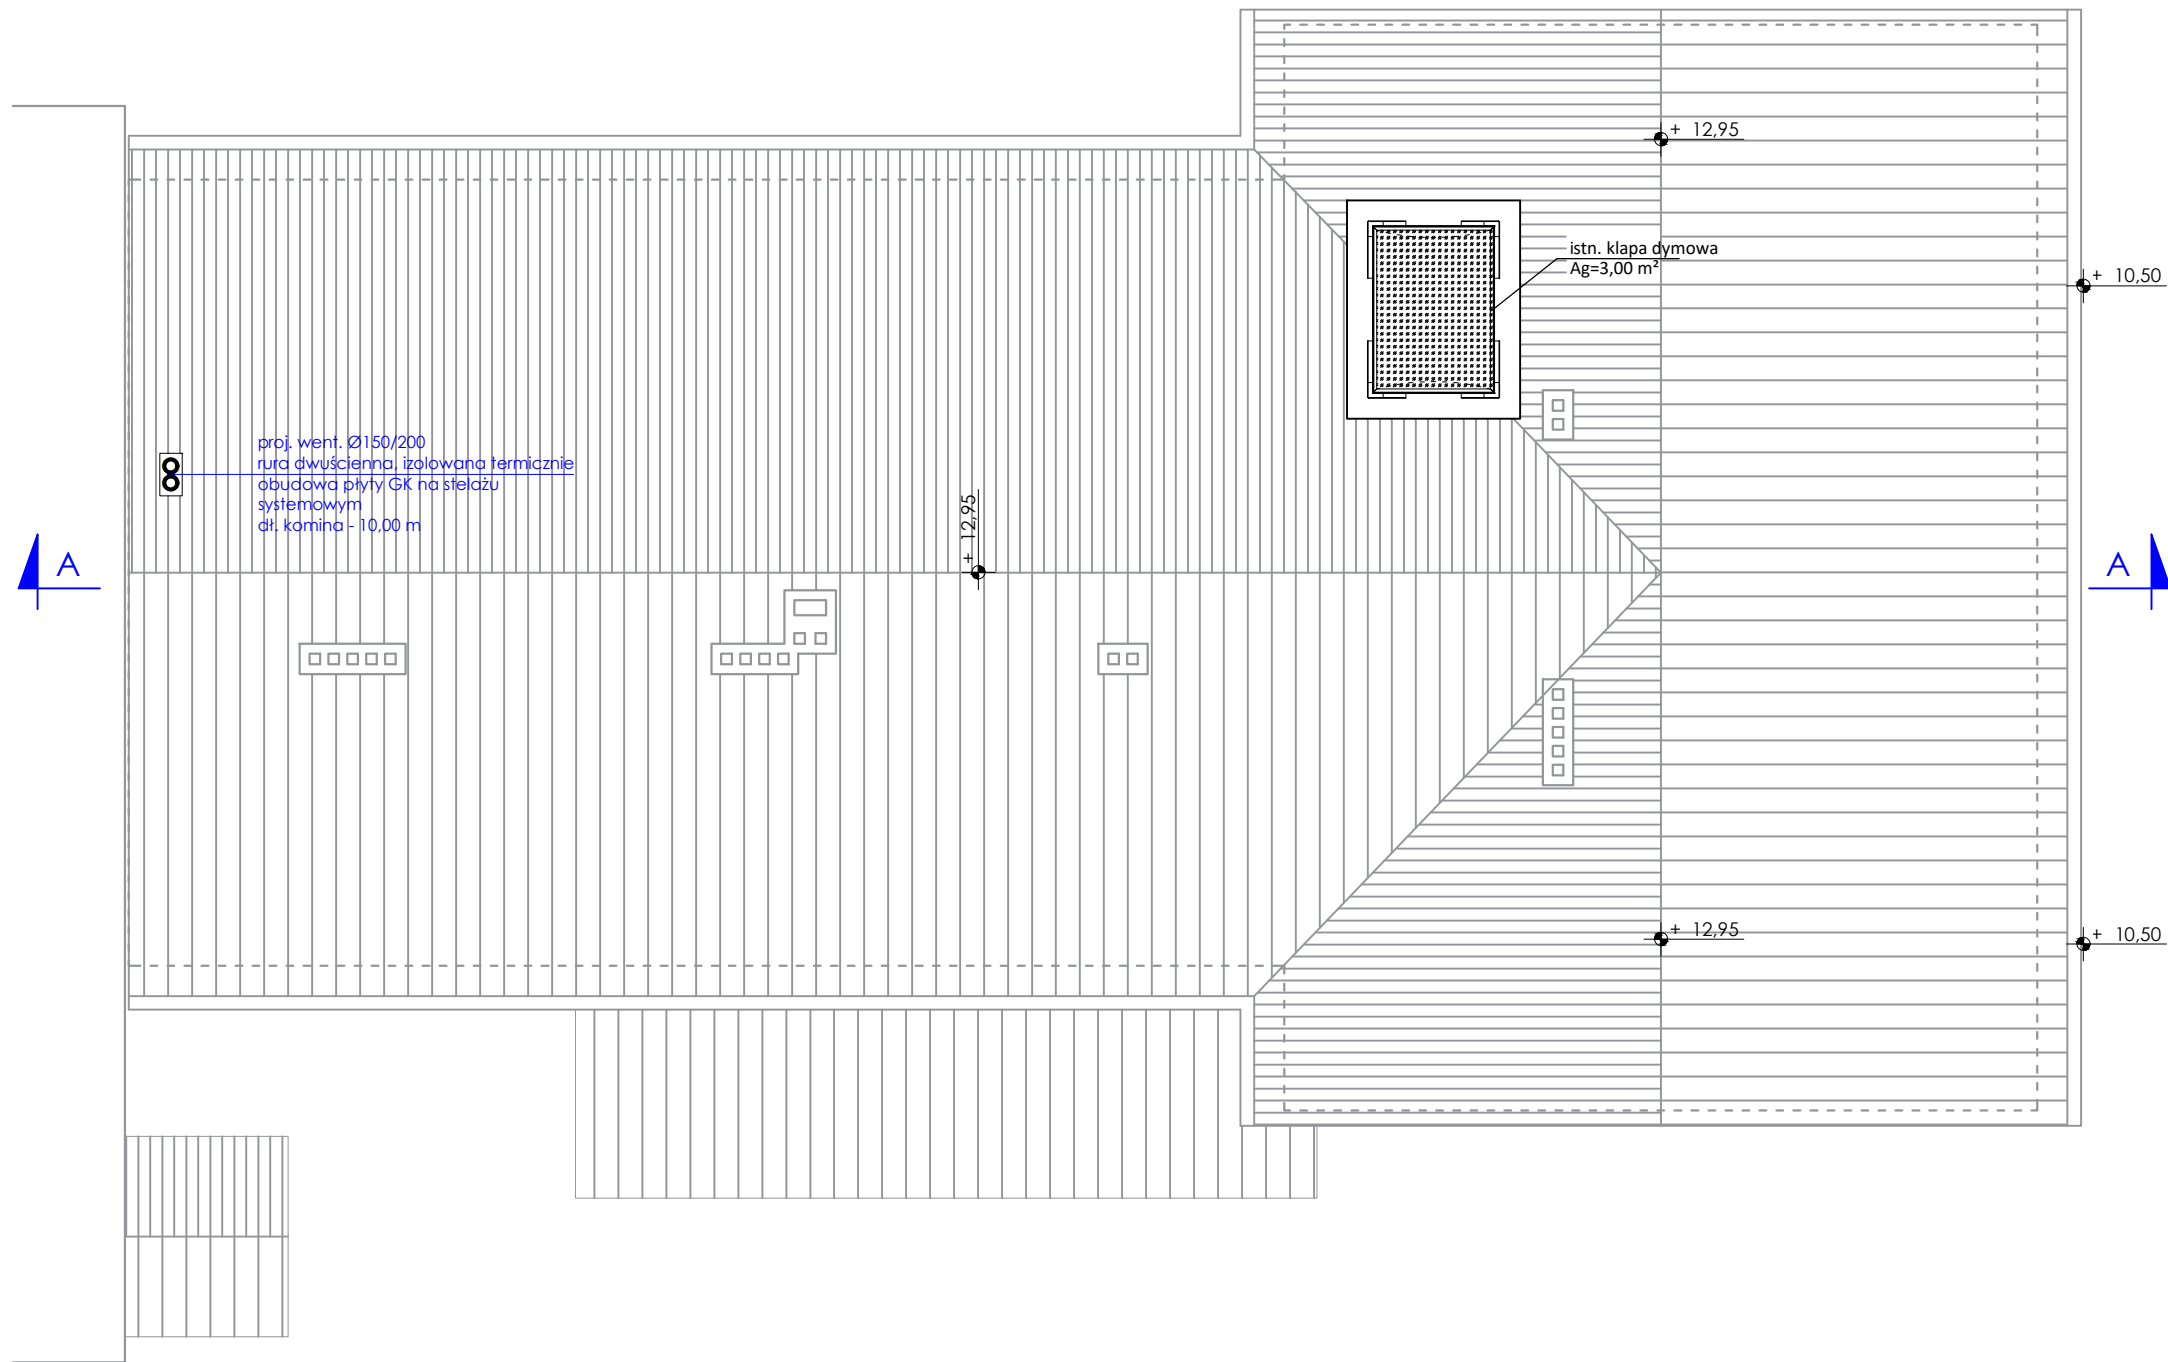 + 12,95
istn. klapa dymowa
Ag=3,00 m²
+ 10,50
proj. went. Ø150/200
rura dwuścienna, izolowana termicznie
obudowa płyty GK na stelażu
systemowym
dł. komina - 10,00 m
+ 12,95
A
A
+ 12,95
+ 10,50